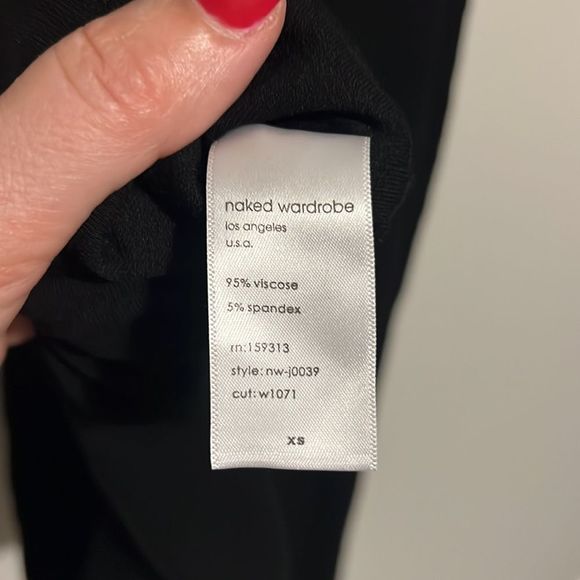 naked wardrobe
los angeles
u.s.a.
95% viscose
5% spandex
rn:159313
style: nw-j0039
cut: w1071
xs